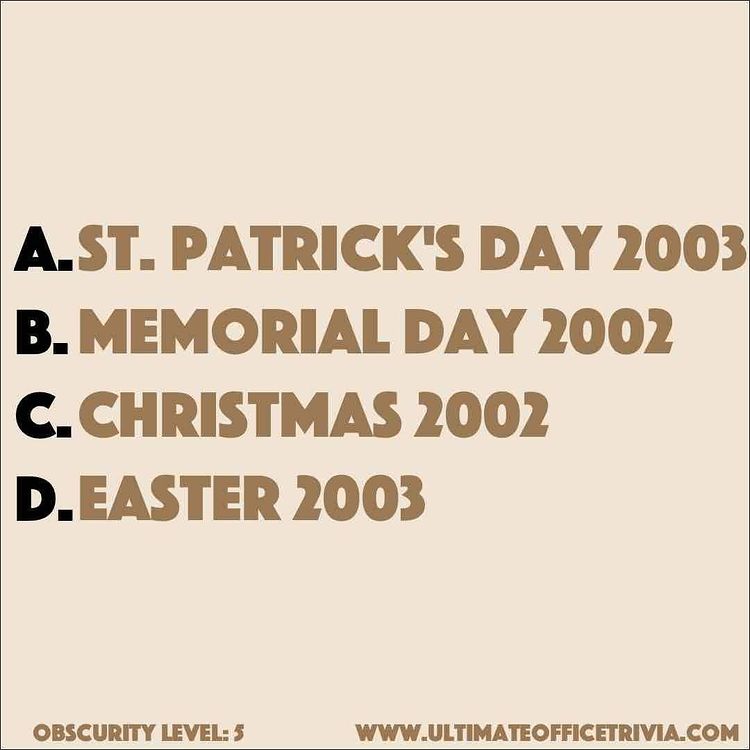 A. ST. PATRICK'S DAY 2003
B. MEMORIAL DAY 2002
C. CHRISTMAS 2002
D. EASTER 2003
OBSCURITY LEVEL: 5 WWW.ULTIMATEOFFICETRIVIA.COM